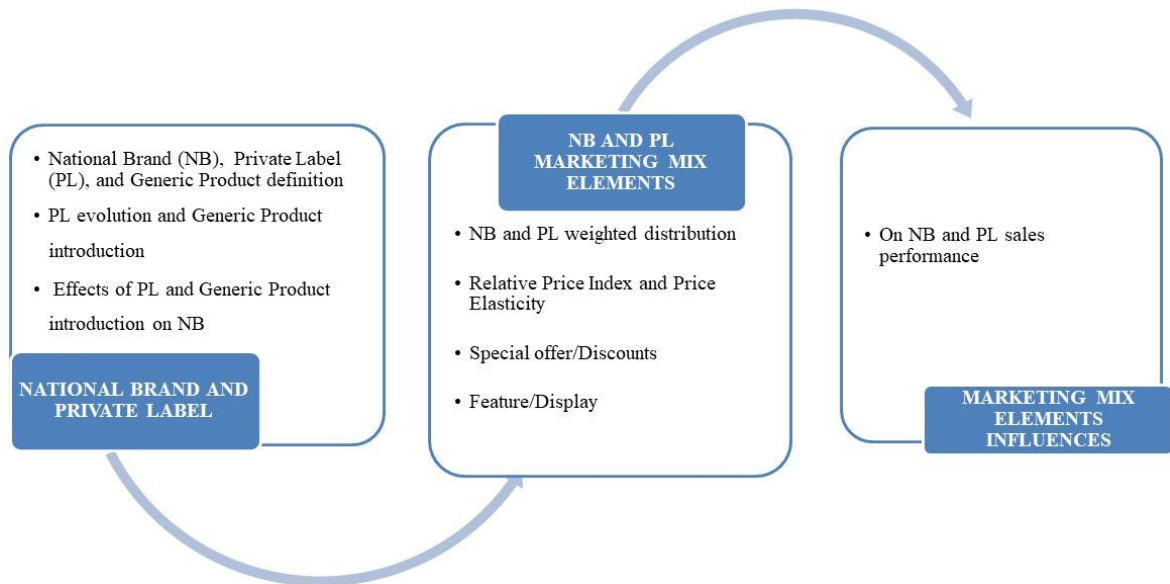 • National Brand (NB), Private Label
(PL), and Generic Product definition
• PL evolution and Generic Product
introduction
• Effects of PL and Generic Product
introduction on NB
NATIONAL BRAND AND
PRIVATE LABEL
NB AND PL
MARKETING MIX
ELEMENTS
• NB and PL weighted distribution
• Relative Price Index and Price
Elasticity
• Special offer/Discounts
• Feature/Display
• On NB and PL sales
performance
MARKETING MIX
ELEMENTS
INFLUENCES